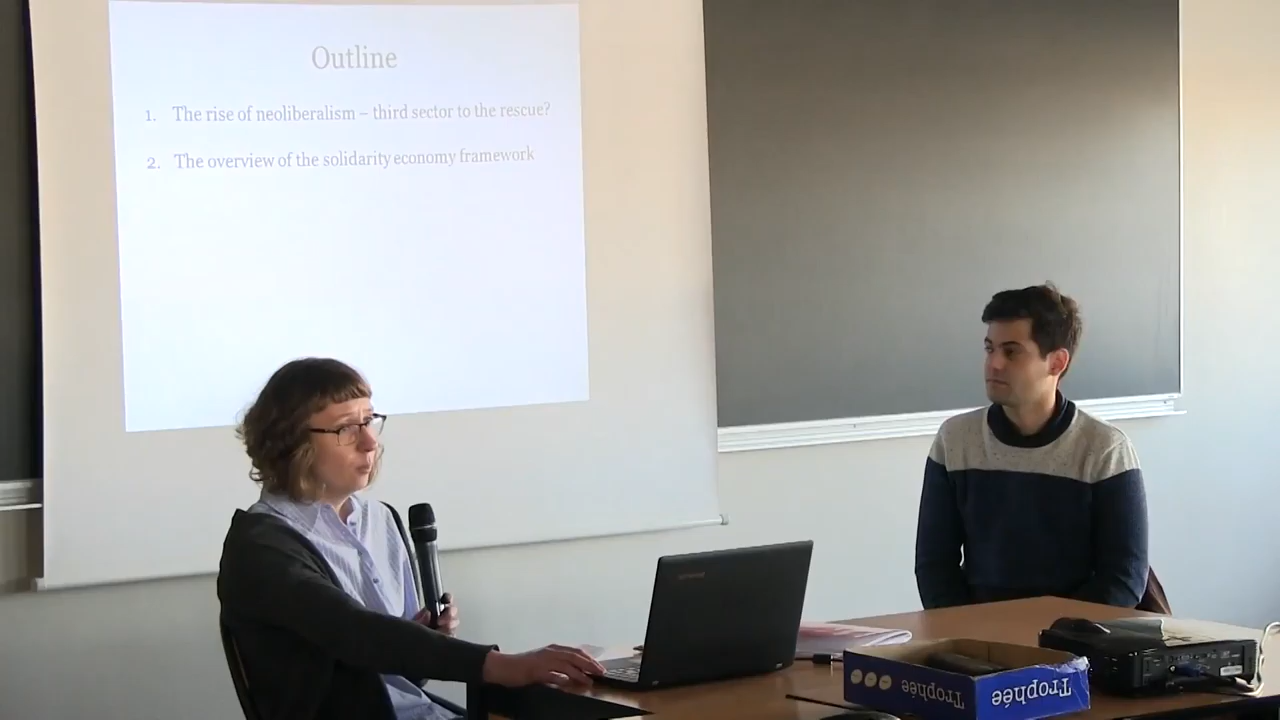 Outline
1. The rise of neoliberalism – third sector to the rescue?
2. The overview of the solidarity economy framework
Trophée
Trophée